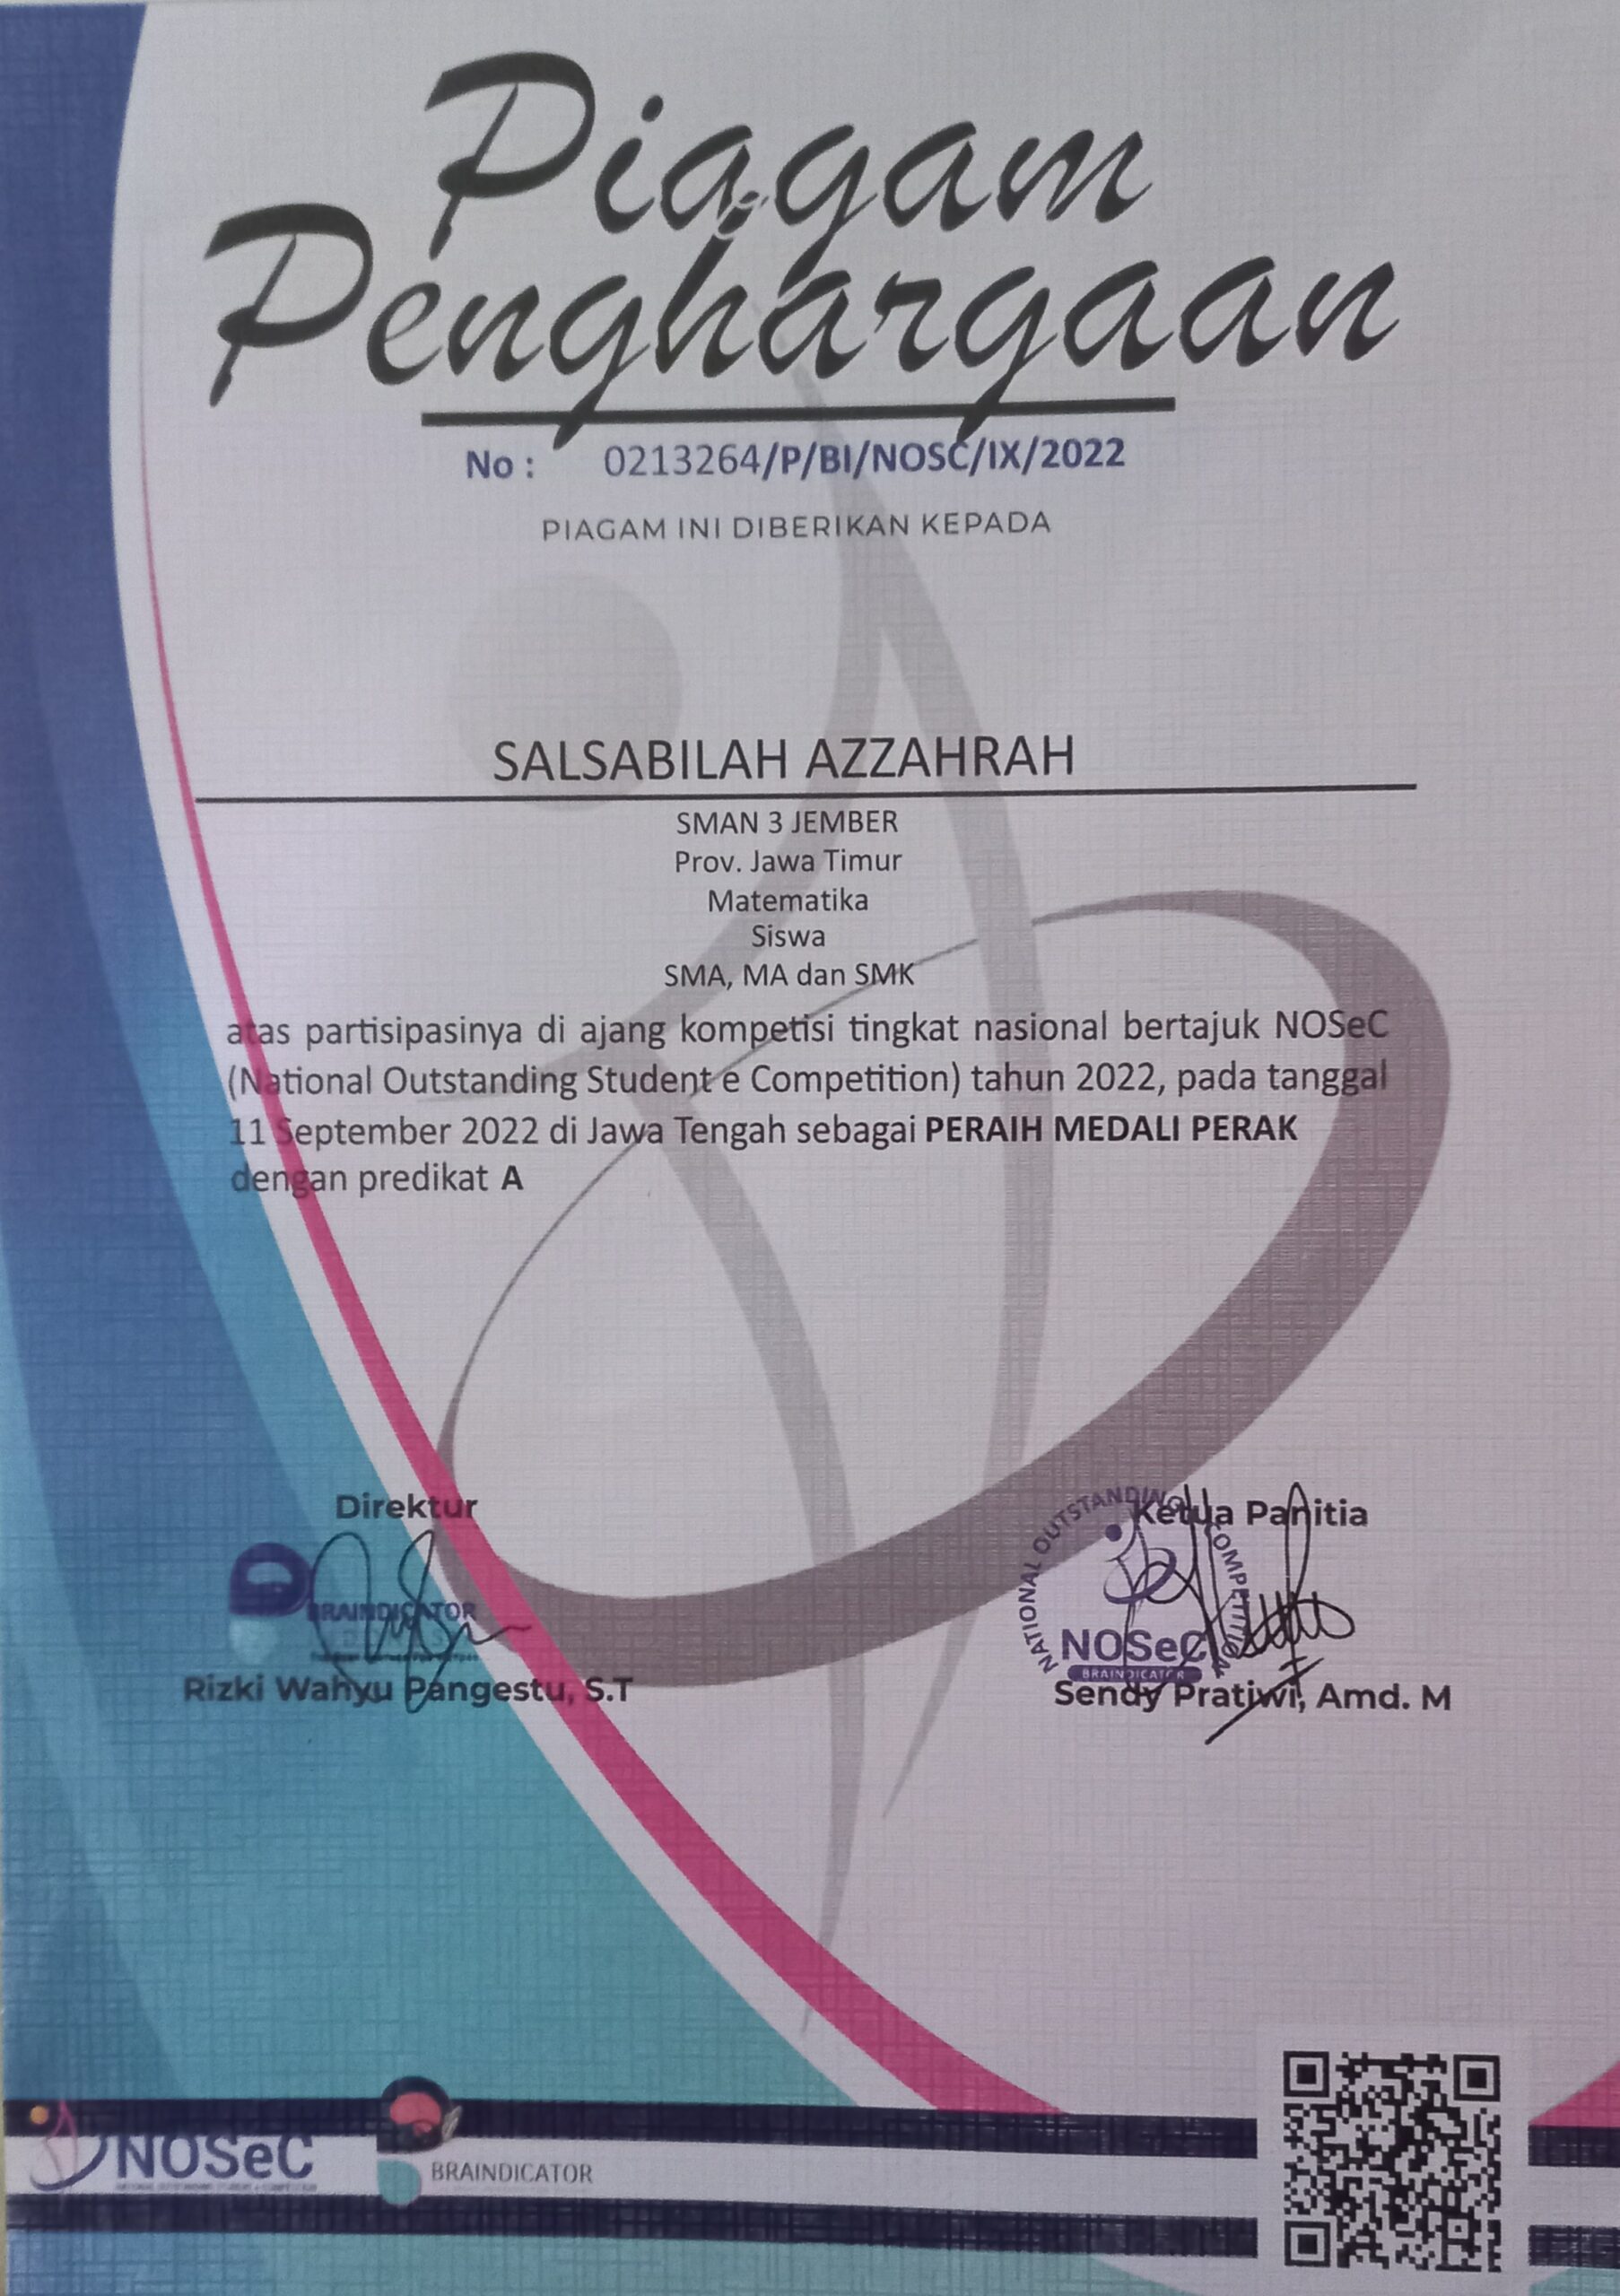 Piagam
Penghargaan
No : 0213264/P/BI/NOSC/IX/2022
PIAGAM INI DIBERIKAN KEPADA
SALSABILAH AZZAHRAH
SMAN 3 JEMBER
Prov. Jawa Timur
Matematika
Siswa
SMA, MA dan SMK
atas partisipasinya di ajang kompetisi tingkat nasional bertajuk NOSeC
(National Outstanding Student e Competition) tahun 2022, pada tanggal
11 September 2022 di Jawa Tengah sebagai PERAIH MEDALI PERAK
dengan predikat A
Direktur
BRAINDICATOR
Rizki Wahyu Pangestu, S.T
Ketua Panitia
NATIONAL OUTSTANDING COMPETITION
NOSeC
BRAINDICATOR
Sendy Pratiwi, Amd. M
NOSeC
BRAINDICATOR